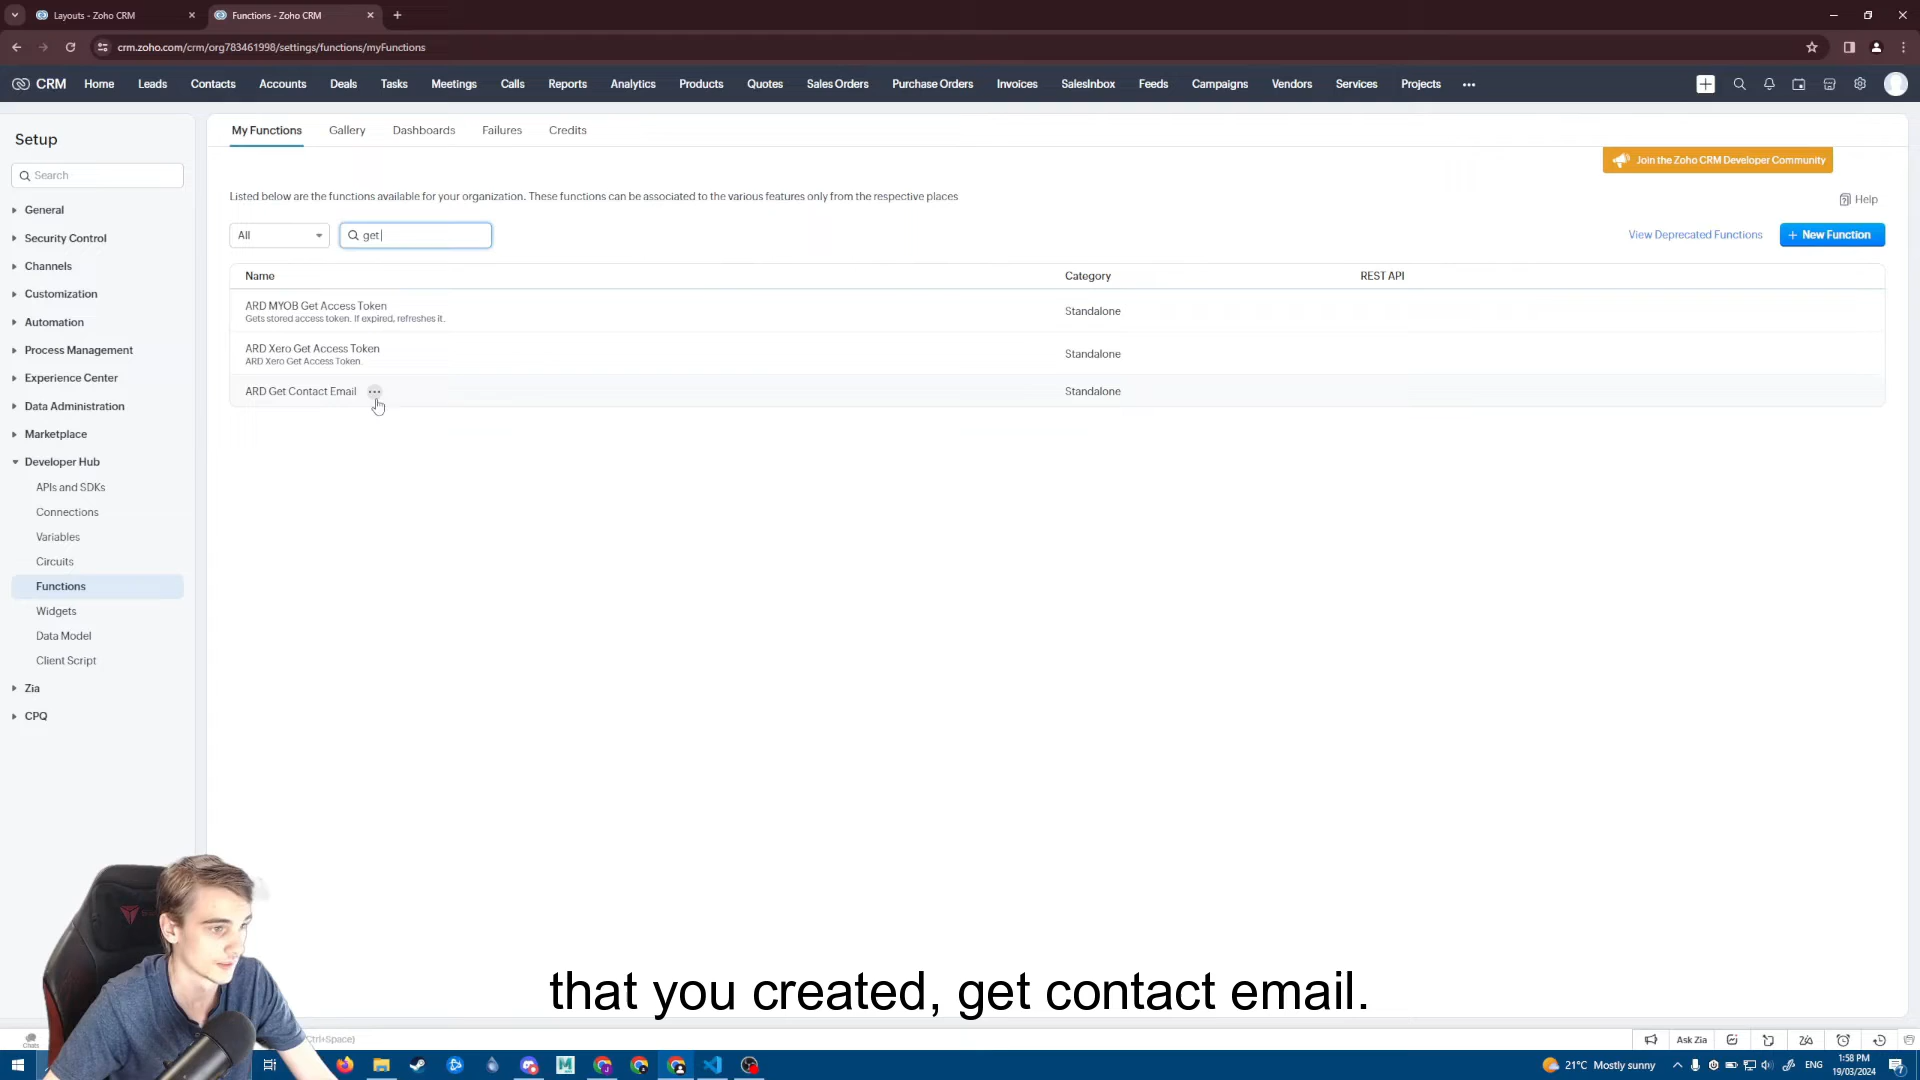 Layouts - Zoho CRM
Functions - Zoho CRM
crm.zoho.com/crm/org783461998/settings/functions/myFunctions
CRM Home Leads Contacts Accounts Deals Tasks Meetings Calls Reports Analytics Products Quotes Sales Orders Purchase Orders Invoices SalesInbox Feeds Campaigns Vendors Services Projects
Setup
Search
General
Security Control
Channels
Customization
Automation
Process Management
Experience Center
Data Administration
Marketplace
Developer Hub
APIs and SDKs
Connections
Variables
Circuits
Functions
Widgets
Data Model
Client Script
Zia
CPQ
My Functions Gallery Dashboards Failures Credits
Join the Zoho CRM Developer Community
Listed below are the functions available for your organization. These functions can be associated to the various features only from the respective places
Help
All
get
View Deprecated Functions
+ New Function
Name Category REST API
ARD MYOB Get Access Token
Gets stored access token. If expired, refreshes it.
Standalone
ARD Xero Get Access Token
ARD Xero Get Access Token.
Standalone
ARD Get Contact Email
Standalone
that you created, get contact email.
Chats
Ctrl+Space)
Ask Zia
21°C Mostly sunny
ENG
1:58 PM
19/03/2024